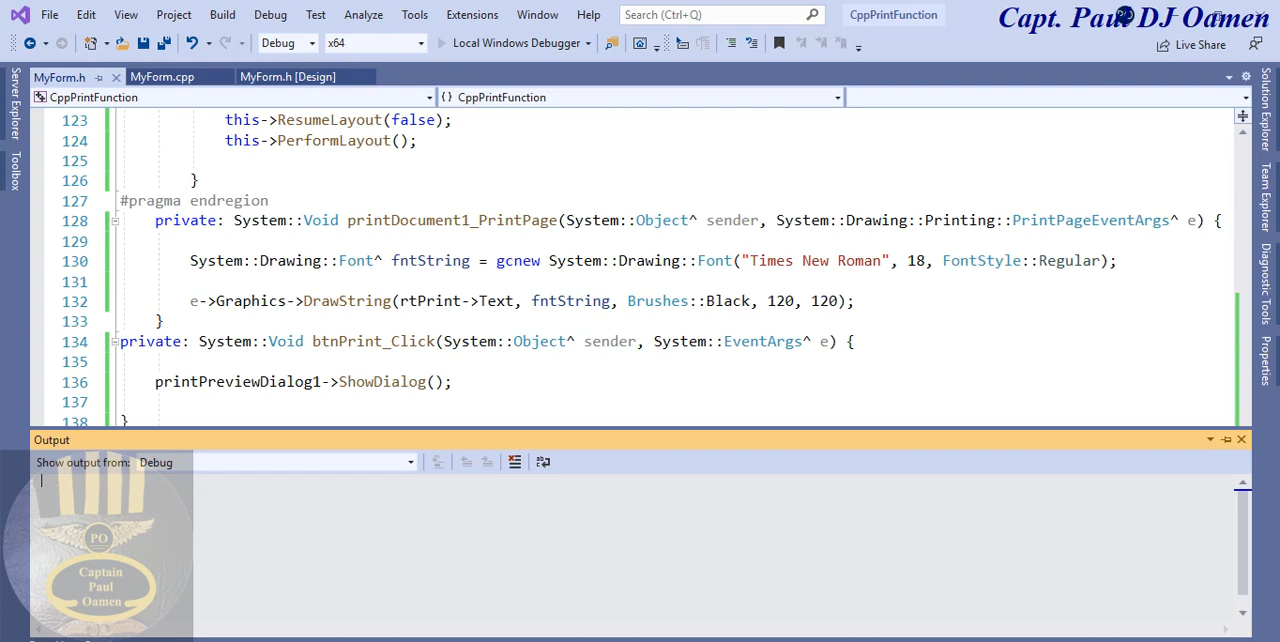 File Edit View Project Build Debug Test Analyze Tools Extensions Window Help Search (Ctrl+Q) CppPrintFunction Capt. Paul DJ Oamen
Debug x64 Local Windows Debugger Live Share
MyForm.h MyForm.cpp MyForm.h [Design]
CppPrintFunction { } CppPrintFunction
Server Explorer
Toolbox
123 this->ResumeLayout(false);
124 this->PerformLayout();
125
126 }
127 #pragma endregion
128 private: System::Void printDocument1_PrintPage(System::Object^ sender, System::Drawing::Printing::PrintPageEventArgs^ e) {
129
130 System::Drawing::Font^ fntString = gcnew System::Drawing::Font("Times New Roman", 18, FontStyle::Regular);
131
132 e->Graphics->DrawString(rtPrint->Text, fntString, Brushes::Black, 120, 120);
133 }
134 private: System::Void btnPrint_Click(System::Object^ sender, System::EventArgs^ e) {
135
136 printPreviewDialog1->ShowDialog();
137
138 }
Solution Explorer
Team Explorer
Diagnostic Tools
Properties
Output
Show output from: Debug
PO
Captain
Paul
Oamen